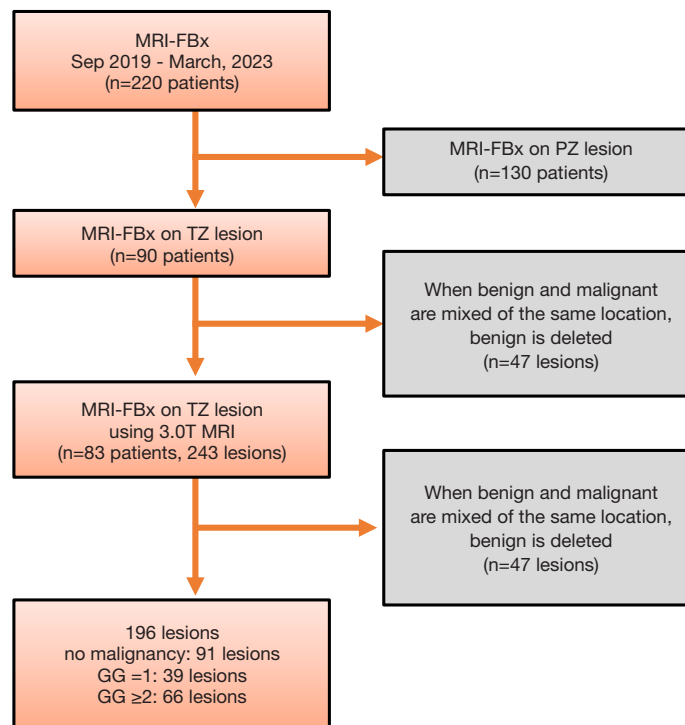 MRI-FBx
Sep 2019 - March, 2023
(n=220 patients)
MRI-FBx on PZ lesion
(n=130 patients)
MRI-FBx on TZ lesion
(n=90 patients)
When benign and malignant
are mixed of the same location,
benign is deleted
(n=47 lesions)
MRI-FBx on TZ lesion
using 3.0T MRI
(n=83 patients, 243 lesions)
When benign and malignant
are mixed of the same location,
benign is deleted
(n=47 lesions)
196 lesions
no malignancy: 91 lesions
GG =1: 39 lesions
GG ≥2: 66 lesions